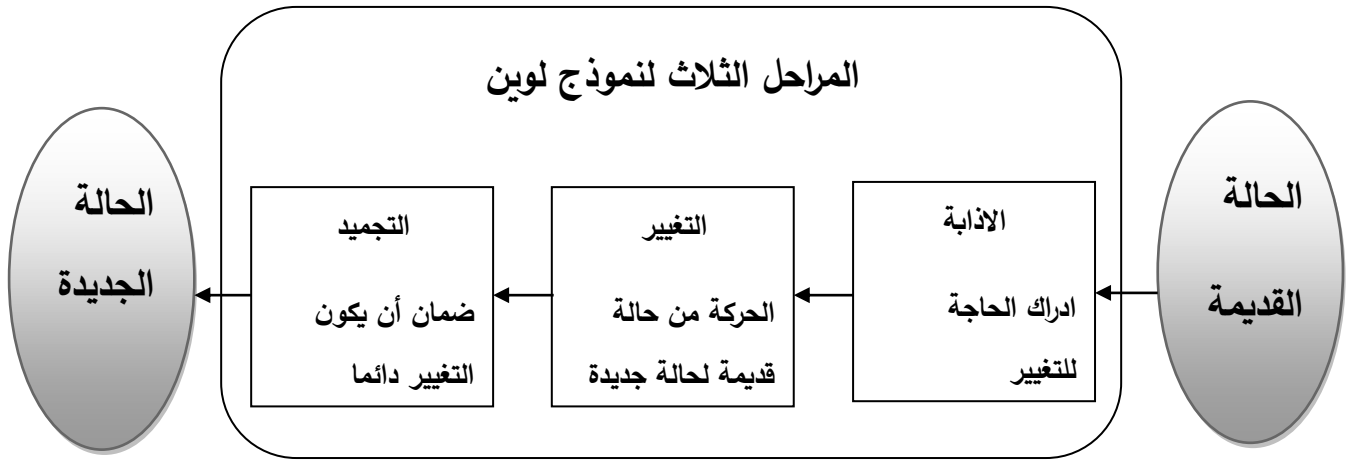 المراحل الثلاث لنموذج لوين
الحالة
القديمة
الاذابة
ادراك الحاجة
للتغيير
التغيير
الحركة من حالة
قديمة لحالة جديدة
التجميد
ضمان أن يكون
التغيير دائما
الحالة
الجديدة